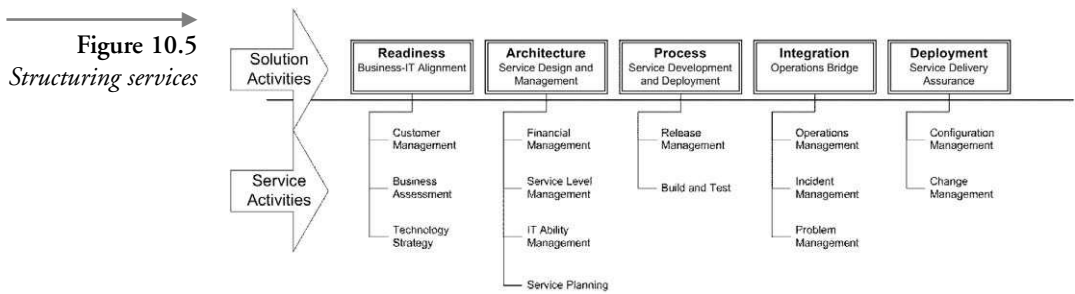 Figure 10.5
Structuring services
Solution
Activities
Readiness
Business-IT Alignment
Architecture
Service Design and
Management
Process
Service Development
and Deployment
Integration
Operations Bridge
Deployment
Service Delivery
Assurance
Service
Activities
Customer
Management
Business
Assessment
Technology
Strategy
Financial
Management
Service Level
Management
IT Ability
Management
Service Planning
Release
Management
Build and Test
Operations
Management
Incident
Management
Problem
Management
Configuration
Management
Change
Management